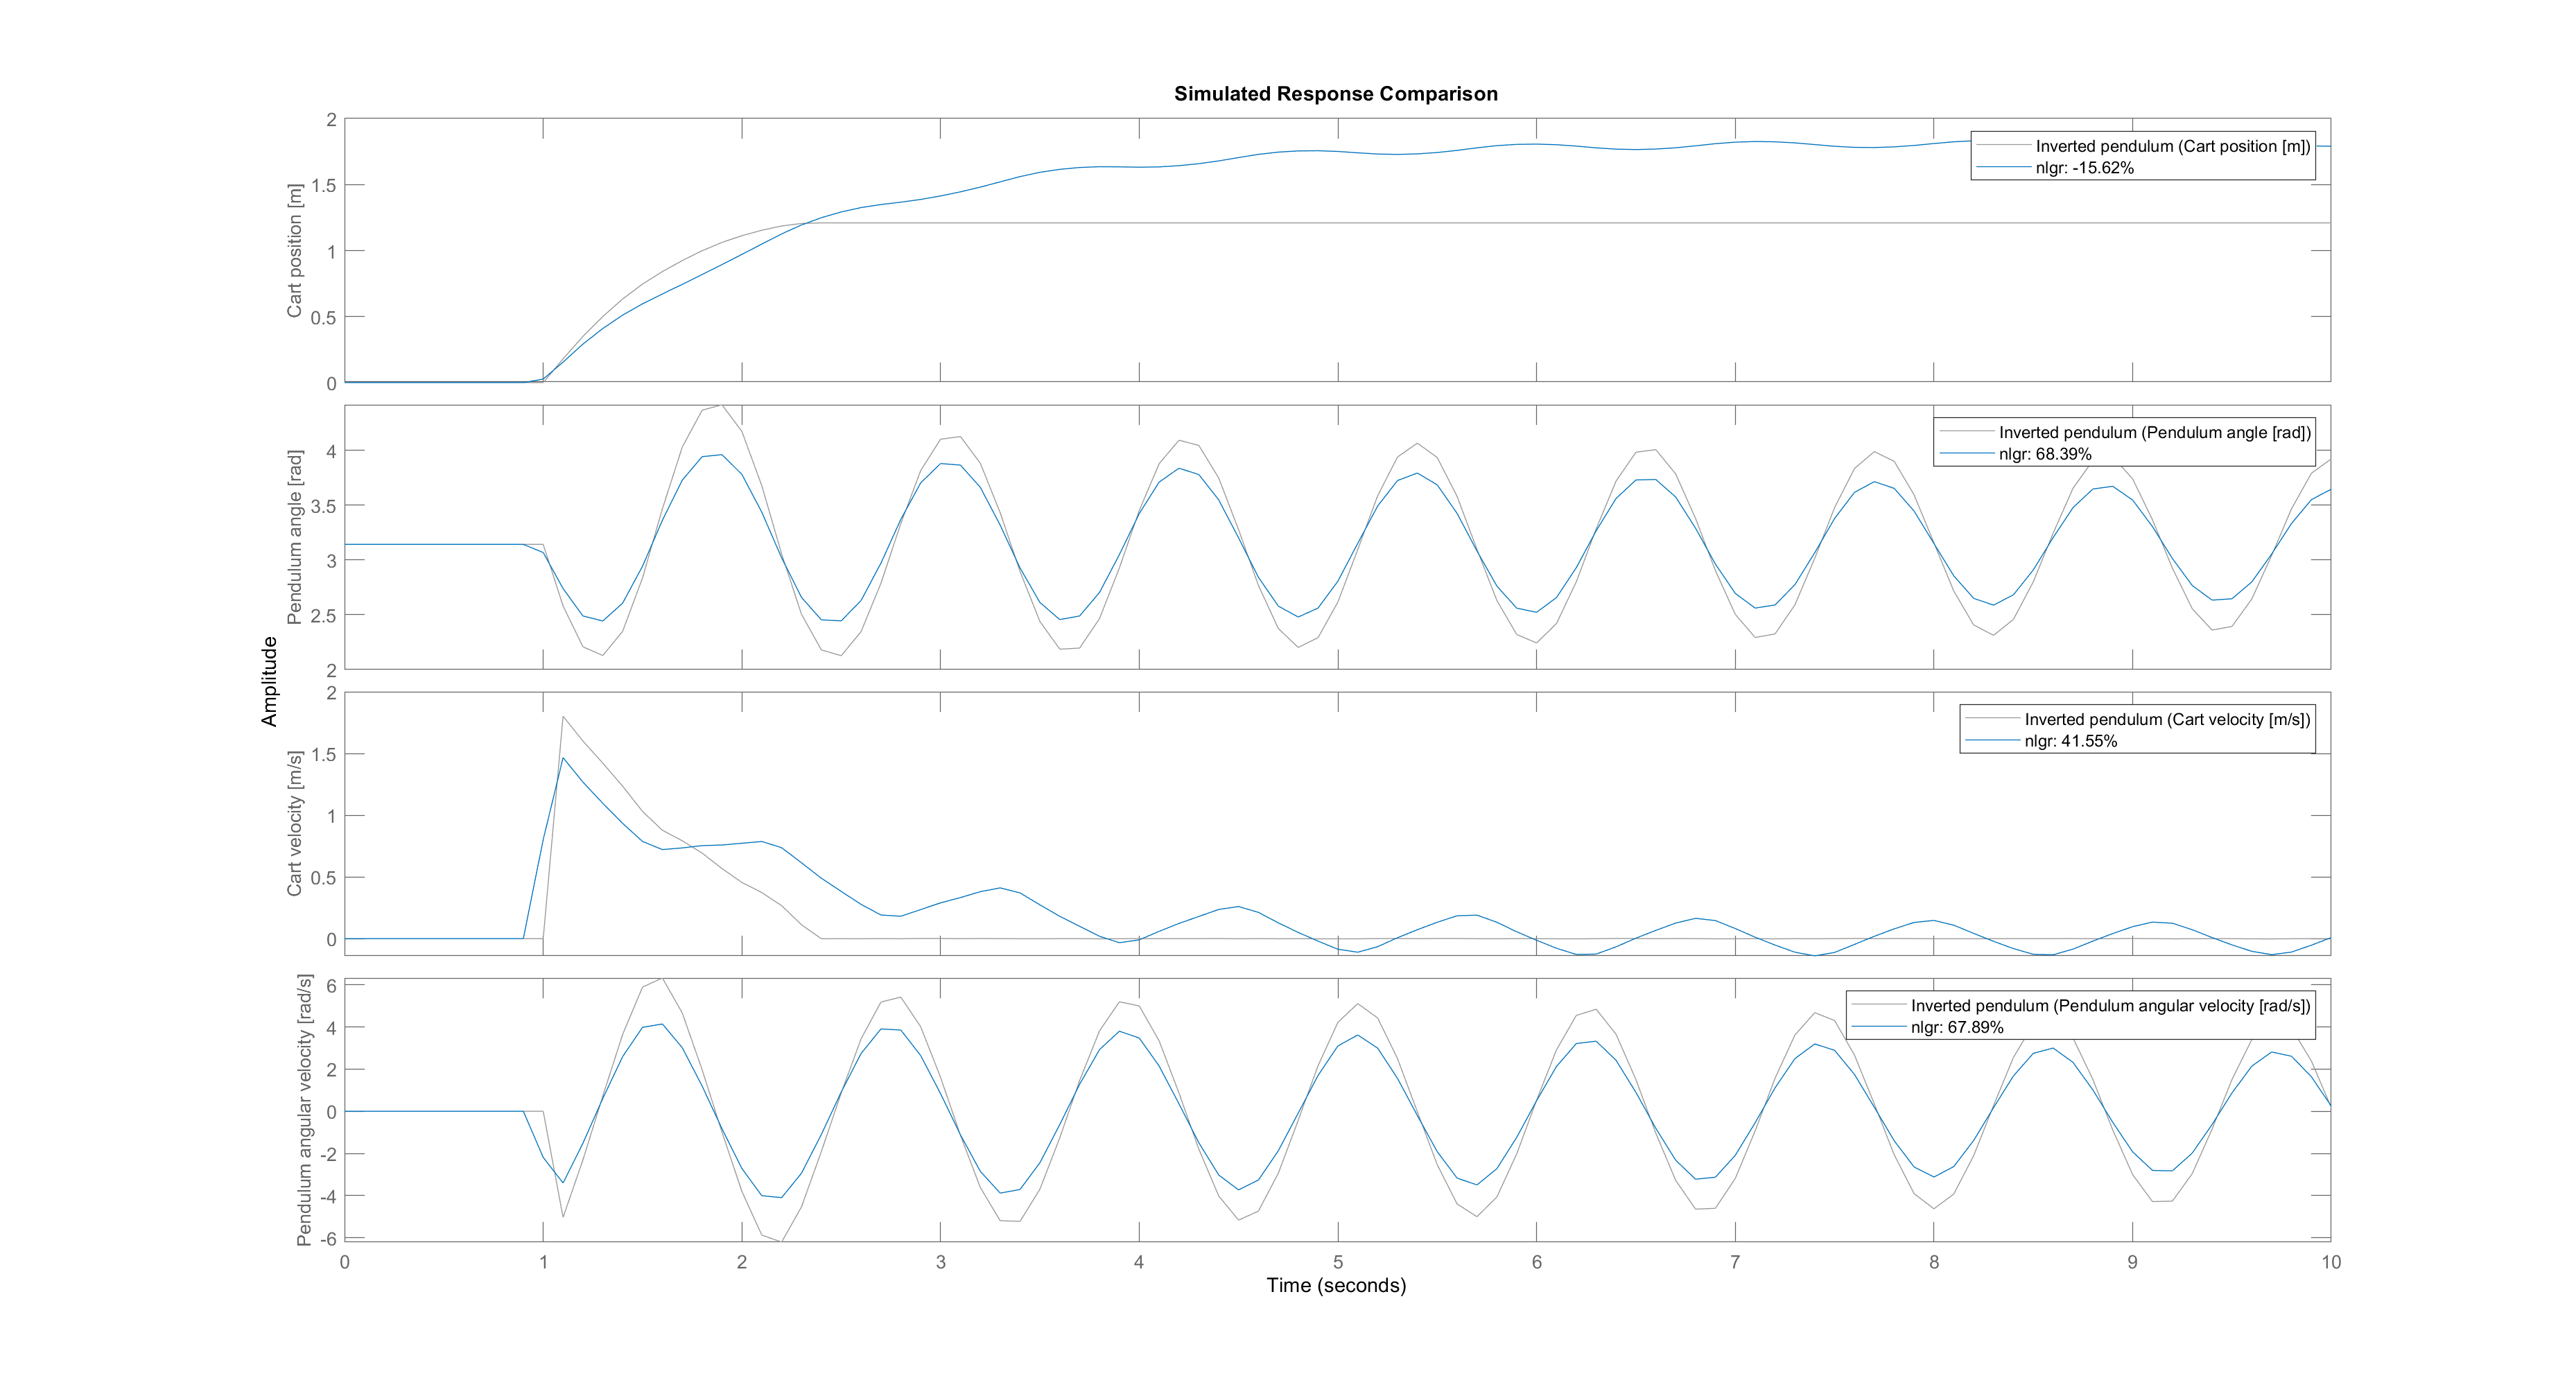 Simulated Response Comparison
Cart position [m]
2
1.5
1
0.5
0
Inverted pendulum (Cart position [m])
nlgr: -15.62%
Pendulum angle [rad]
4
3.5
3
2.5
2
Inverted pendulum (Pendulum angle [rad])
nlgr: 68.39%
Amplitude
Cart velocity [m/s]
2
1.5
1
0.5
0
Inverted pendulum (Cart velocity [m/s])
nlgr: 41.55%
Pendulum angular velocity [rad/s]
6
4
2
0
-2
-4
-6
Inverted pendulum (Pendulum angular velocity [rad/s])
nlgr: 67.89%
0 1 2 3 4 5 6 7 8 9 10
Time (seconds)